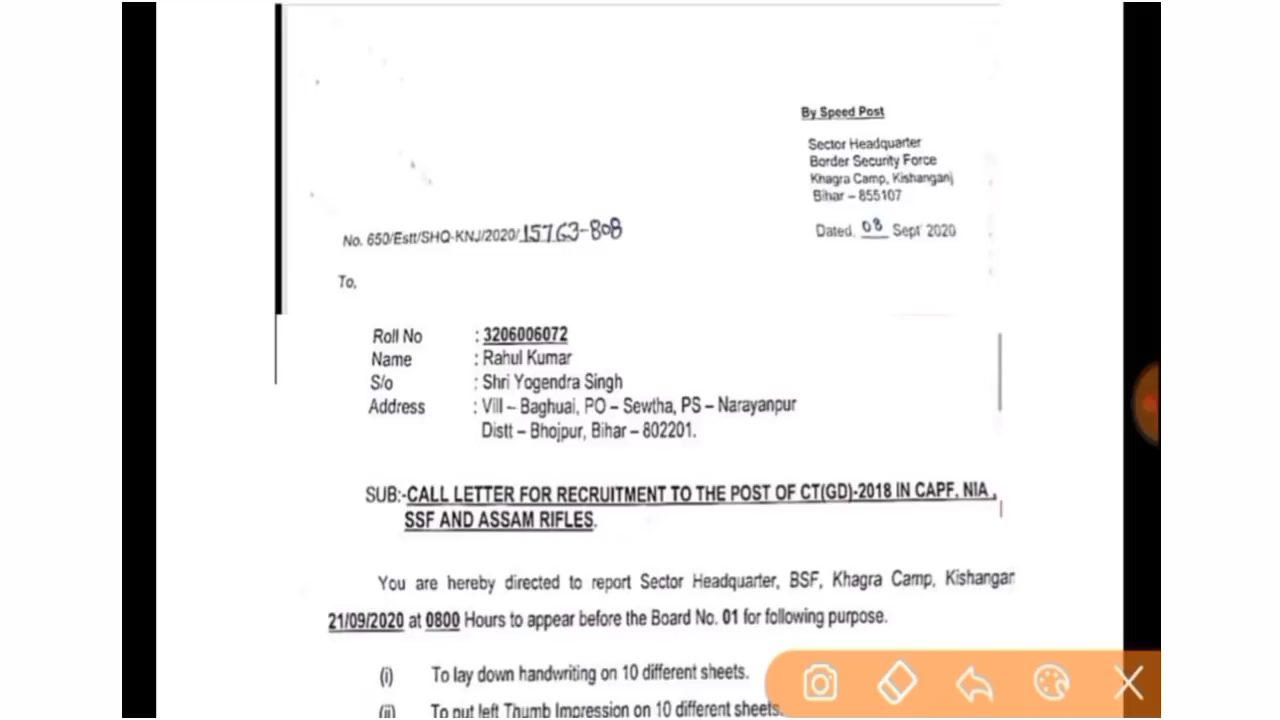 By Speed Post
Sector Headquarter
Border Security Force
Khagra Camp, Kishanganj
Bihar – 855107
No. 650/Estt/SHQ-KNJ/2020/15763-808
Dated, 08 Sept' 2020
To,
Roll No : 3206006072
Name : Rahul Kumar
S/o : Shri Yogendra Singh
Address : Vill – Baghuai, PO – Sewtha, PS – Narayanpur
Distt – Bhojpur, Bihar – 802201.
SUB:-CALL LETTER FOR RECRUITMENT TO THE POST OF CT(GD)-2018 IN CAPF, NIA,
SSF AND ASSAM RIFLES.
You are hereby directed to report Sector Headquarter, BSF, Khagra Camp, Kishangan
21/09/2020 at 0800 Hours to appear before the Board No. 01 for following purpose.
(i) To lay down handwriting on 10 different sheets.
(ii) To put left Thumb Impression on 10 different sheets.